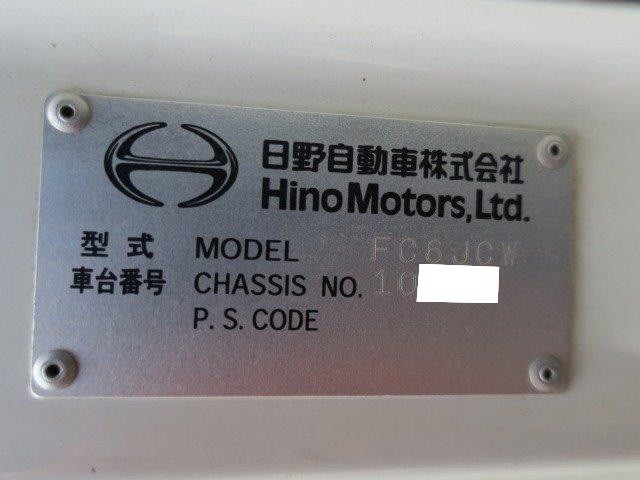 日野自動車株式会社
Hino Motors, Ltd.
型式 MODEL FC6JCW
車台番号 CHASSIS NO. 10
P. S. CODE